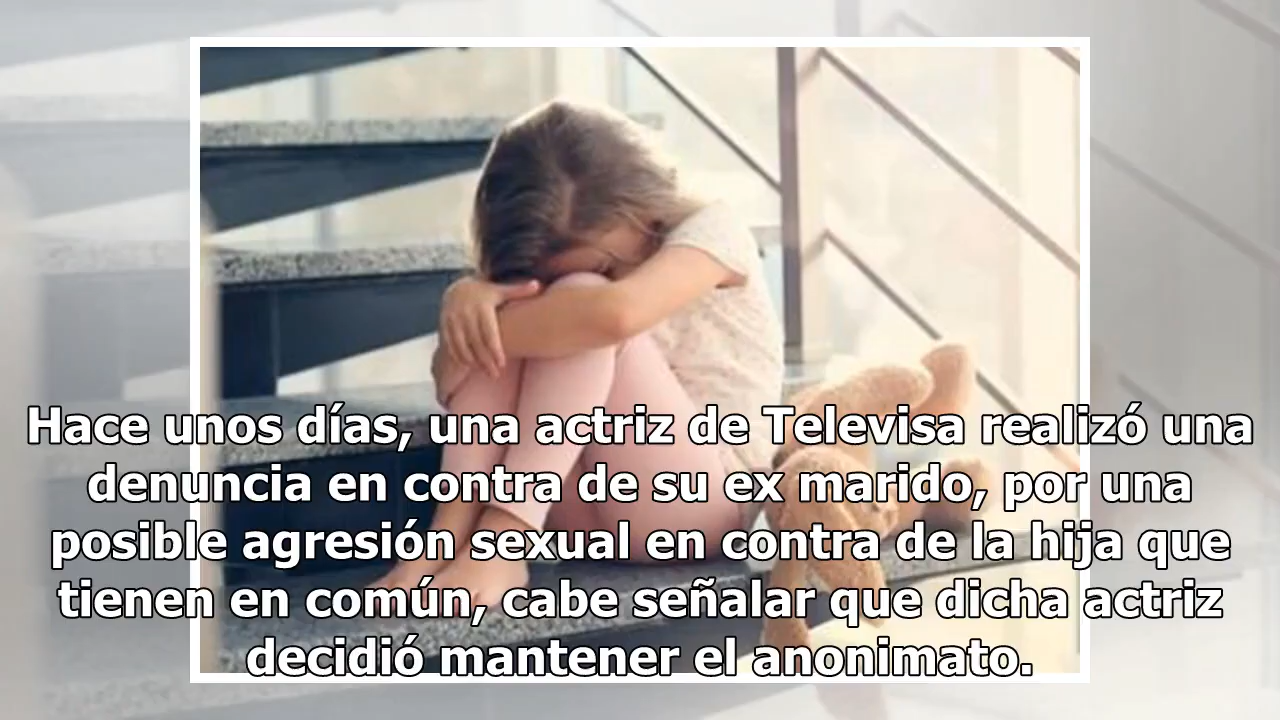 Hace unos días, una actriz de Televisa realizó una
denuncia en contra de su ex marido, por una
posible agresión sexual en contra de la hija que
tienen en común, cabe señalar que dicha actriz
decidió mantener el anonimato.